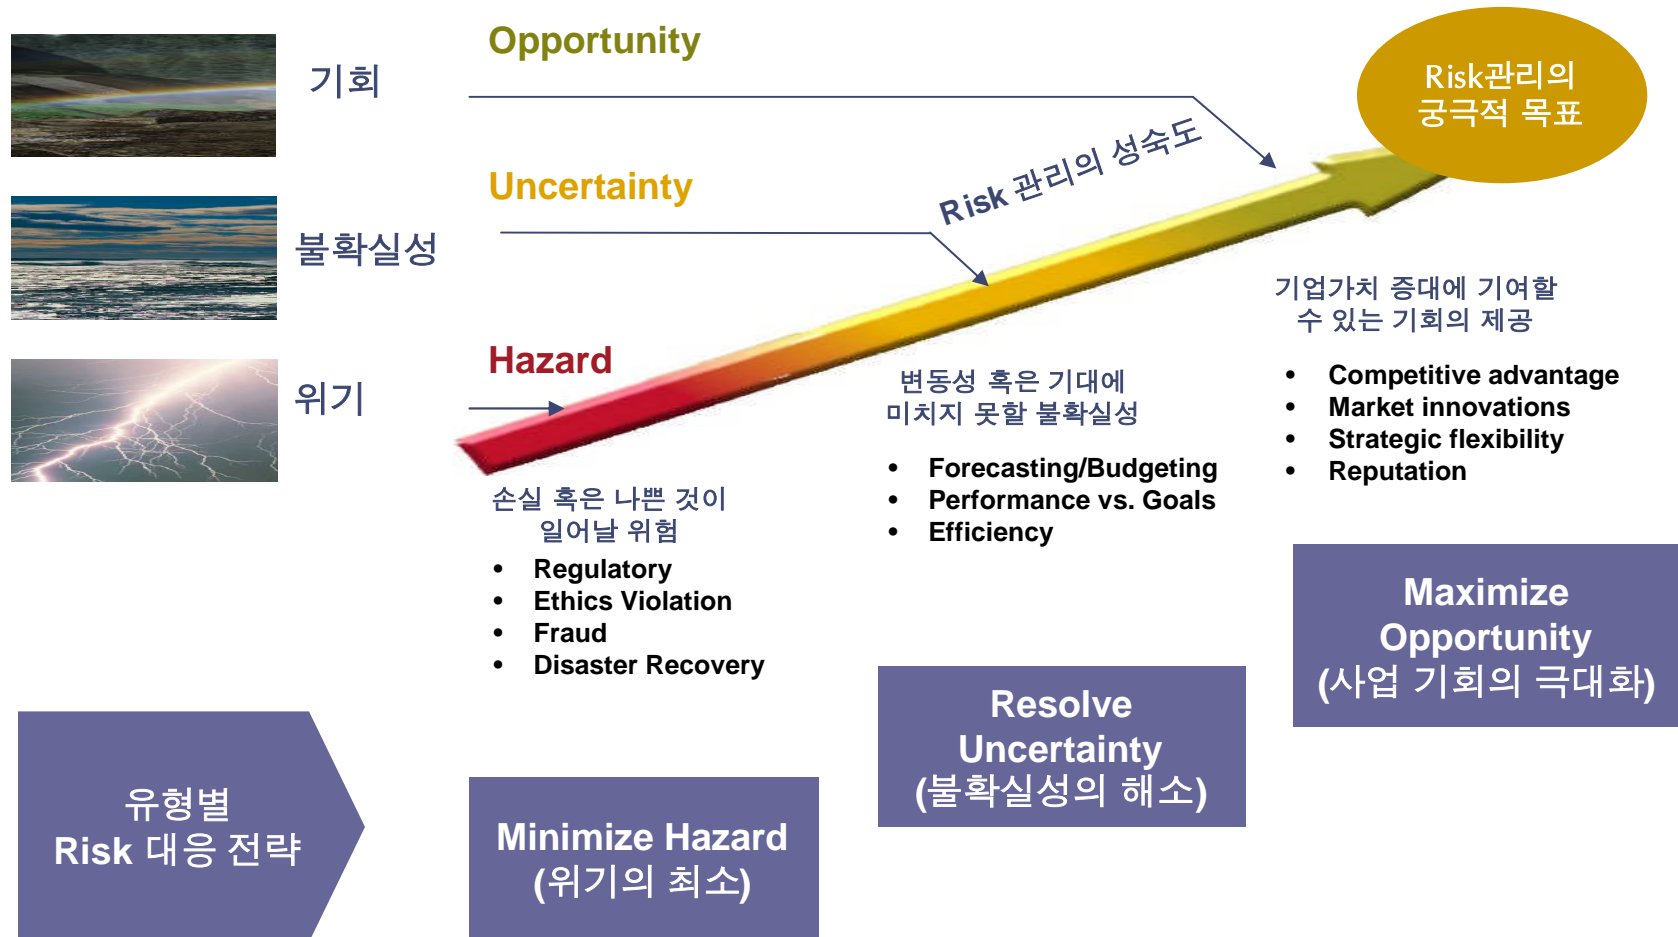 Opportunity
기회
Risk관리의
궁극적 목표
Risk 관리의 성숙도
Uncertainty
불확실성
Hazard
위기
기업가치 증대에 기여할
수 있는 기회의 제공
• Competitive advantage
• Market innovations
• Strategic flexibility
• Reputation
변동성 혹은 기대에
미치지 못할 불확실성
• Forecasting/Budgeting
• Performance vs. Goals
• Efficiency
손실 혹은 나쁜 것이
일어날 위험
• Regulatory
• Ethics Violation
• Fraud
• Disaster Recovery
유형별
Risk 대응 전략
Minimize Hazard
(위기의 최소)
Resolve
Uncertainty
(불확실성의 해소)
Maximize
Opportunity
(사업 기회의 극대화)